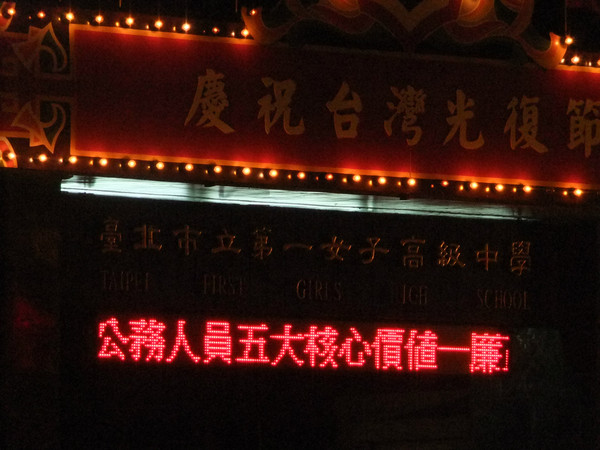 慶祝台灣光復節
臺北市立第一女子高級中學
TAIPEI FIRST GIRLS HIGH SCHOOL
公務人員五大核心價值—廉